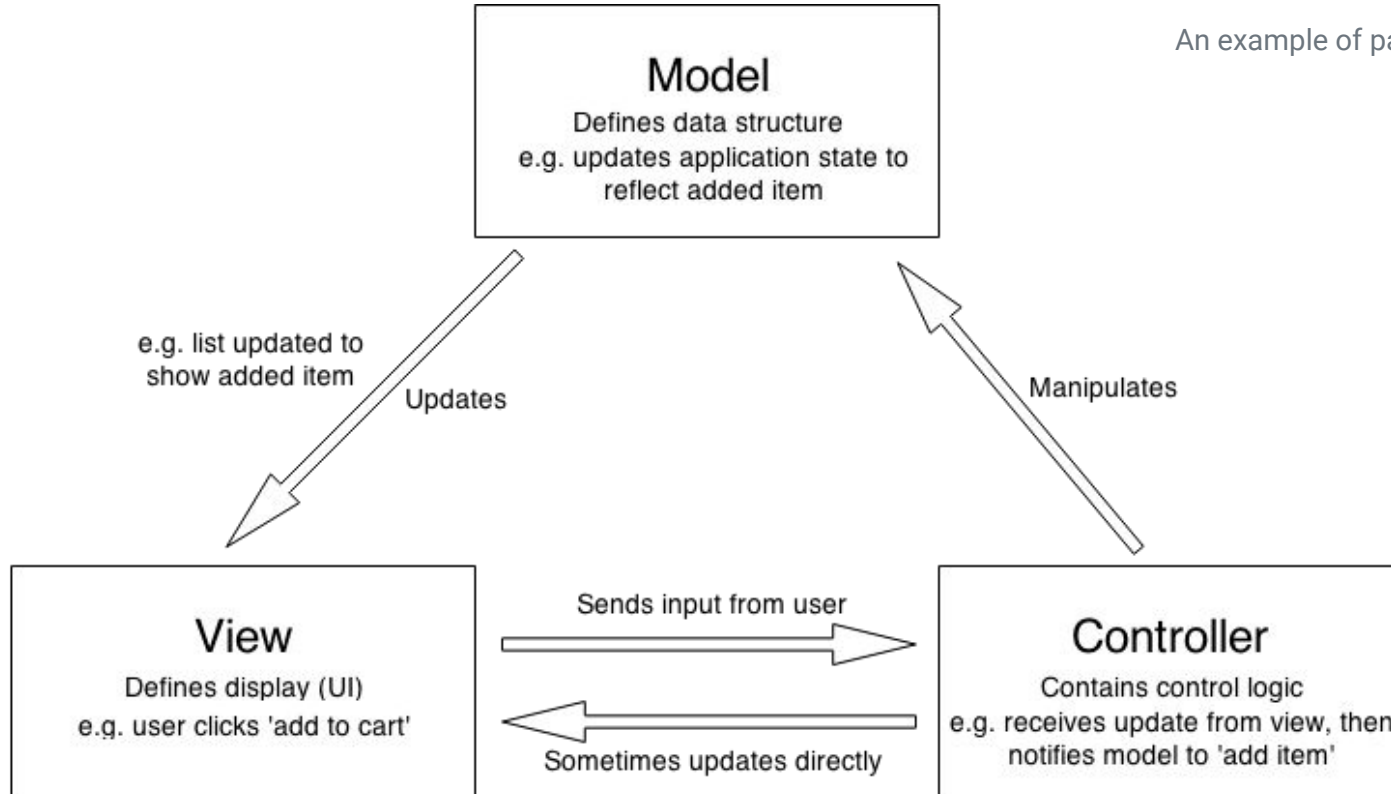 An example of
Model
Defines data structure
e.g. updates application state to
reflect added item
e.g. list updated to
show added item
Updates
Manipulates
View
Defines display (UI)
e.g. user clicks 'add to cart'
Sends input from user
Sometimes updates directly
Controller
Contains control logic
e.g. receives update from view, then
notifies model to 'add item'